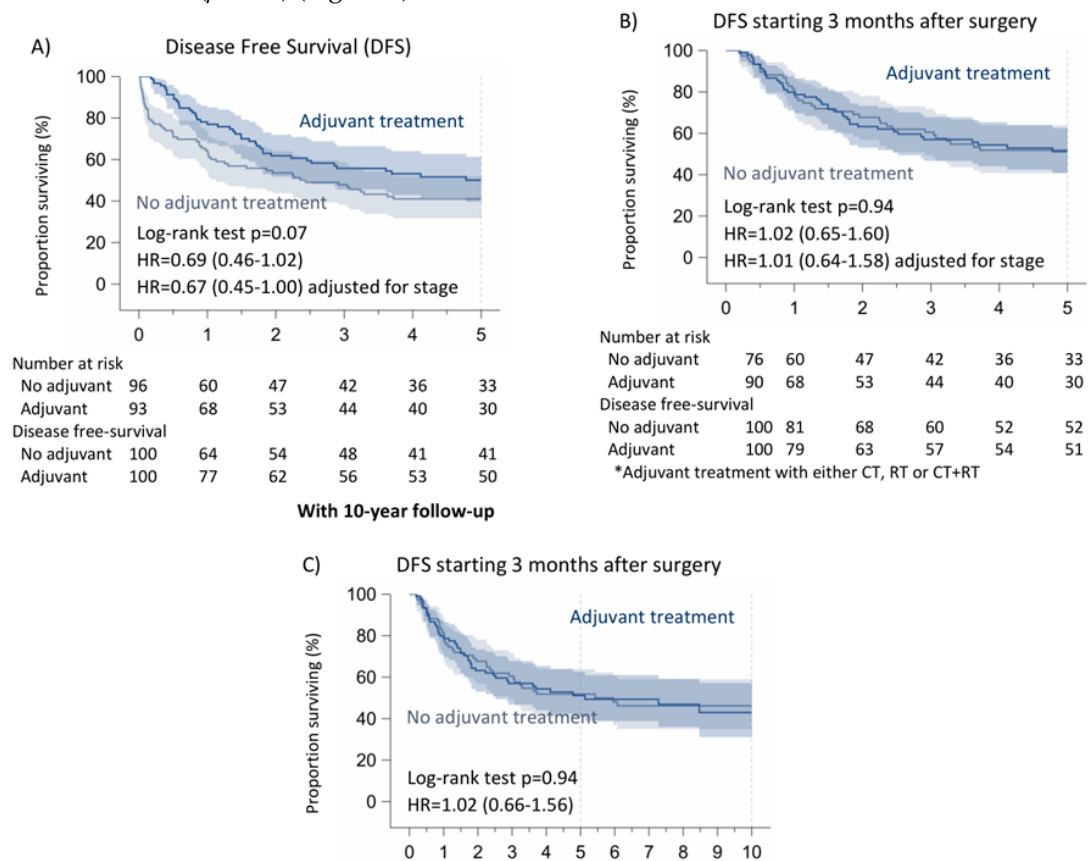 A)
Disease Free Survival (DFS)
100
80
60
40
20
0
Proportion surviving (%)
Adjuvant treatment
No adjuvant treatment
Log-rank test p=0.07
HR=0.69 (0.46-1.02)
HR=0.67 (0.45-1.00) adjusted for stage
0 1 2 3 4 5
Number at risk
No adjuvant 96 60 47 42 36 33
Adjuvant 93 68 53 44 40 30
Disease free-survival
No adjuvant 100 64 54 48 41 41
Adjuvant 100 77 62 56 53 50
B)
DFS starting 3 months after surgery
100
80
60
40
20
0
Proportion surviving (%)
Adjuvant treatment
No adjuvant treatment
Log-rank test p=0.94
HR=1.02 (0.65-1.60)
HR=1.01 (0.64-1.58) adjusted for stage
0 1 2 3 4 5
Number at risk
No adjuvant 76 60 47 42 36 33
Adjuvant 90 68 53 44 40 30
Disease free-survival
No adjuvant 100 81 68 60 52 52
Adjuvant 100 79 63 57 54 51
*Adjuvant treatment with either CT, RT or CT+RT
With 10-year follow-up
C)
DFS starting 3 months after surgery
100
80
60
40
20
0
Proportion surviving (%)
Adjuvant treatment
No adjuvant treatment
Log-rank test p=0.94
HR=1.02 (0.66-1.56)
0 1 2 3 4 5 6 7 8 9 10